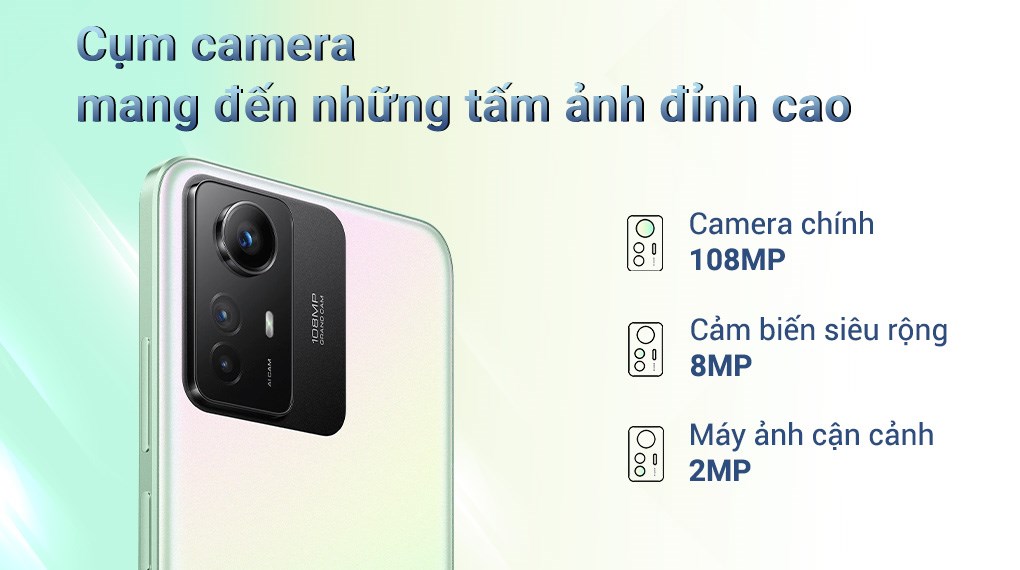 Cụm camera
mang đến những tấm ảnh đỉnh cao
108MP
GRAND CAM
AI CAM
Camera chính
108MP
Cảm biến siêu rộng
8MP
Máy ảnh cận cảnh
2MP